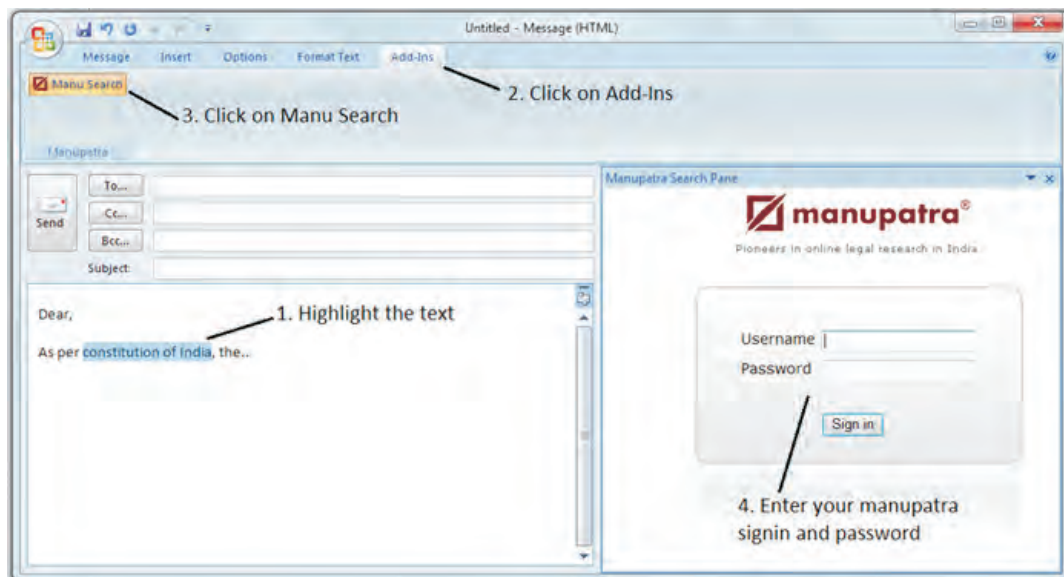 Untitled - Message (HTML)
Message Insert Options Format Text Add-Ins
Manu Search
2. Click on Add-Ins
3. Click on Manu Search
Manupatra
To...
Cc...
Send
Bcc...
Subject:
Manupatra Search Pane
manupatra®
Pioneers in online legal research in India
Dear,
1. Highlight the text
As per constitution of India, the..
Username
Password
Sign in
4. Enter your manupatra
signin and password